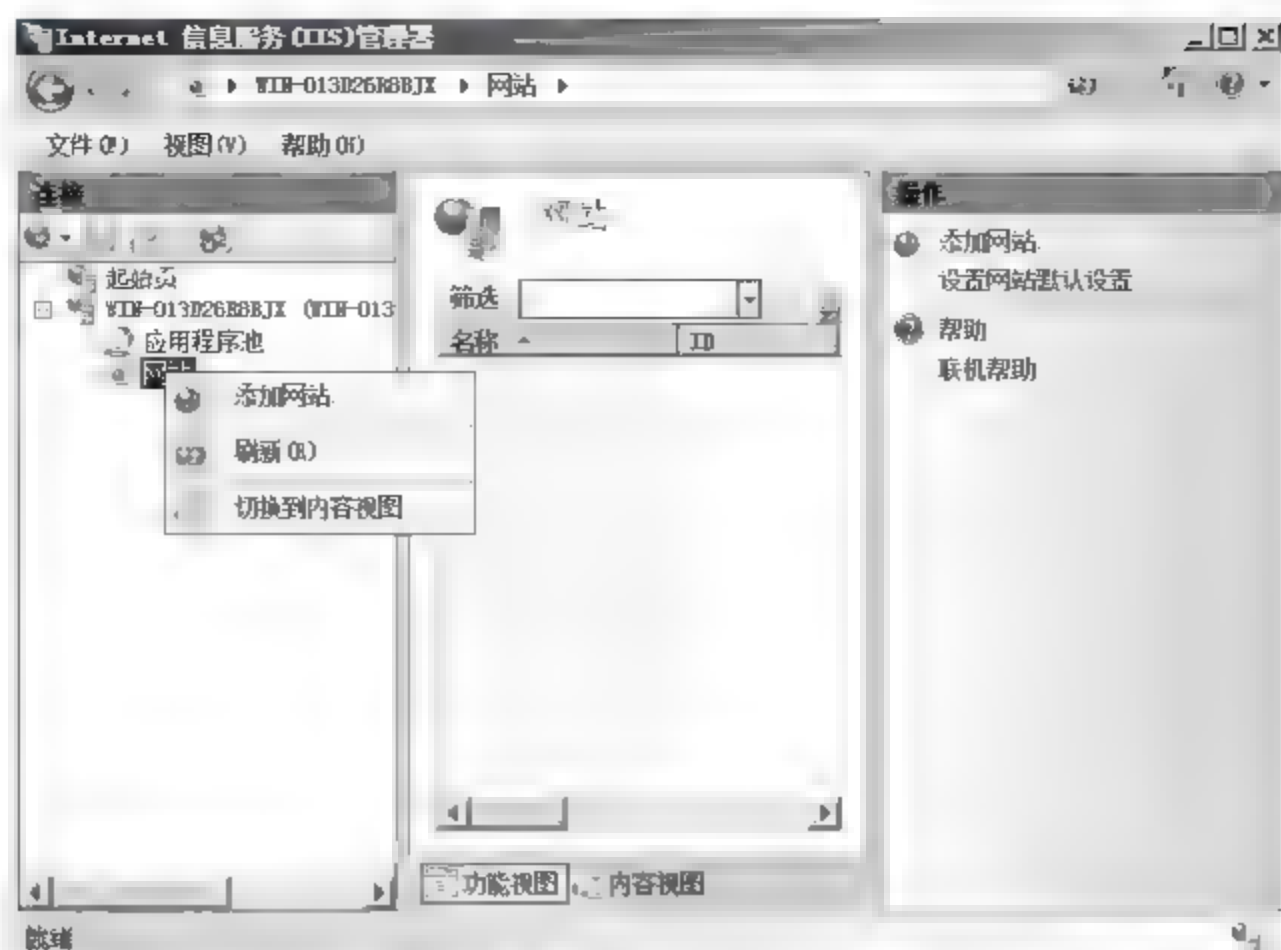 Internet 信息服务(IIS)管理器
WIN-013D26R8BJX 网站
文件(F) 视图(V) 帮助(H)
连接
起始页
WIN-013D26R8BJX (WIN-013
应用程序池
网站
添加网站
刷新(R)
切换到内容视图
网站
筛选
名称 ID
功能视图 内容视图
操作
添加网站
设置网站默认设置
帮助
联机帮助
就绪